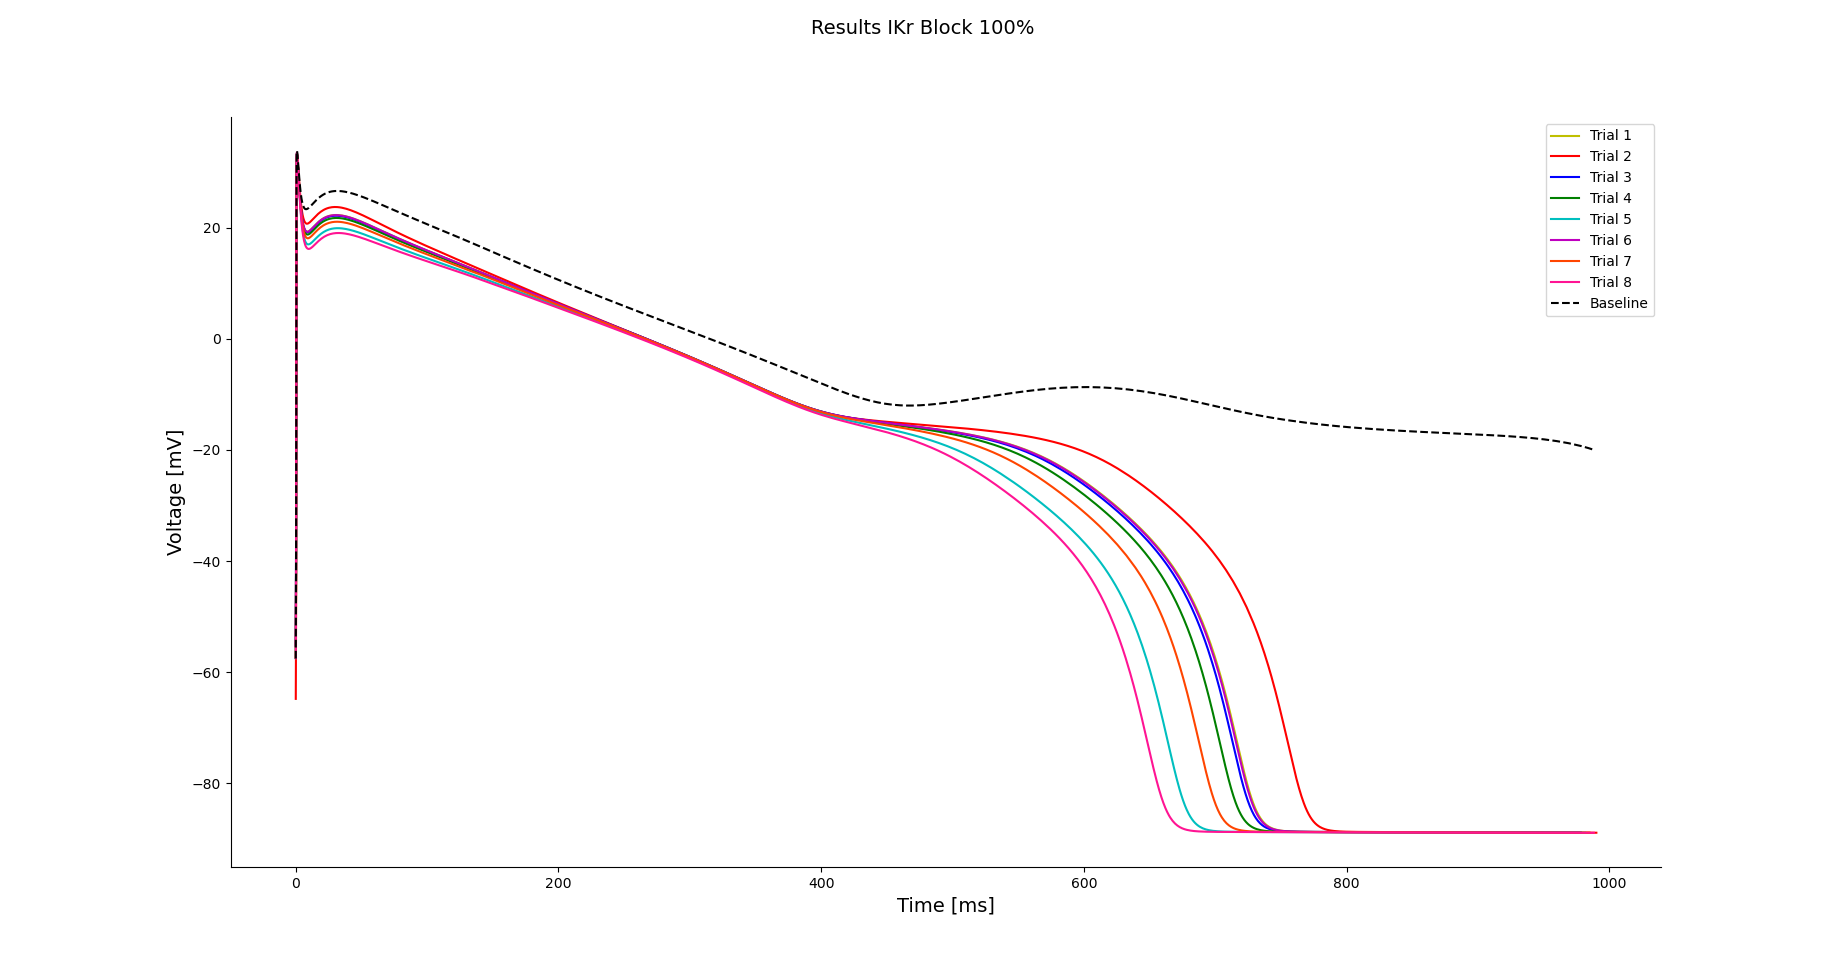 Results IKr Block 100%
Trial 1
Trial 2
Trial 3
Trial 4
Trial 5
Trial 6
Trial 7
Trial 8
Baseline
Voltage [mV]
20
0
−20
−40
−60
−80
0 200 400 600 800 1000
Time [ms]